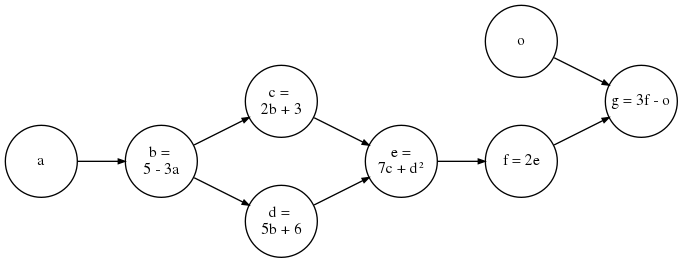 a
b =
5 - 3a
c =
2b + 3
d =
5b + 6
e =
7c + d²
f = 2e
o
g = 3f - o